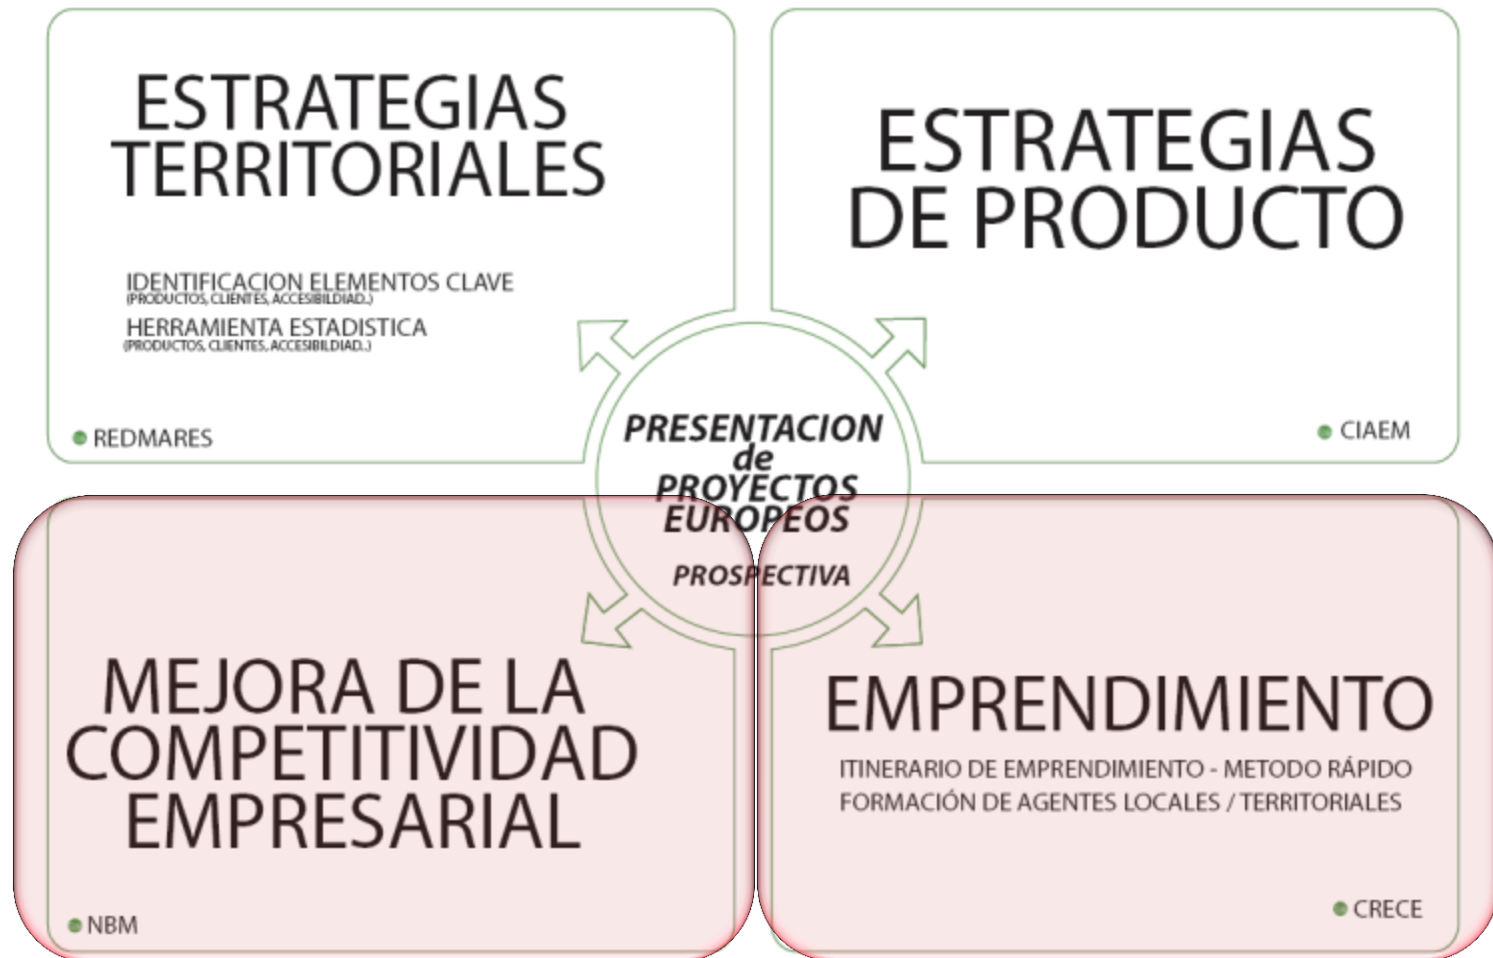 ESTRATEGIAS
TERRITORIALES
IDENTIFICACION ELEMENTOS CLAVE
(PRODUCTOS, CLIENTES, ACCESIBILDIAD..)
HERRAMIENTA ESTADISTICA
(PRODUCTOS, CLIENTES, ACCESIBILDIAD..)
REDMARES
ESTRATEGIAS
DE PRODUCTO
CIAEM
PRESENTACION
de
PROYECTOS
EUROPEOS
PROSPECTIVA
MEJORA DE LA
COMPETITIVIDAD
EMPRESARIAL
NBM
EMPRENDIMIENTO
ITINERARIO DE EMPRENDIMIENTO - METODO RÁPIDO
FORMACIÓN DE AGENTES LOCALES / TERRITORIALES
CRECE